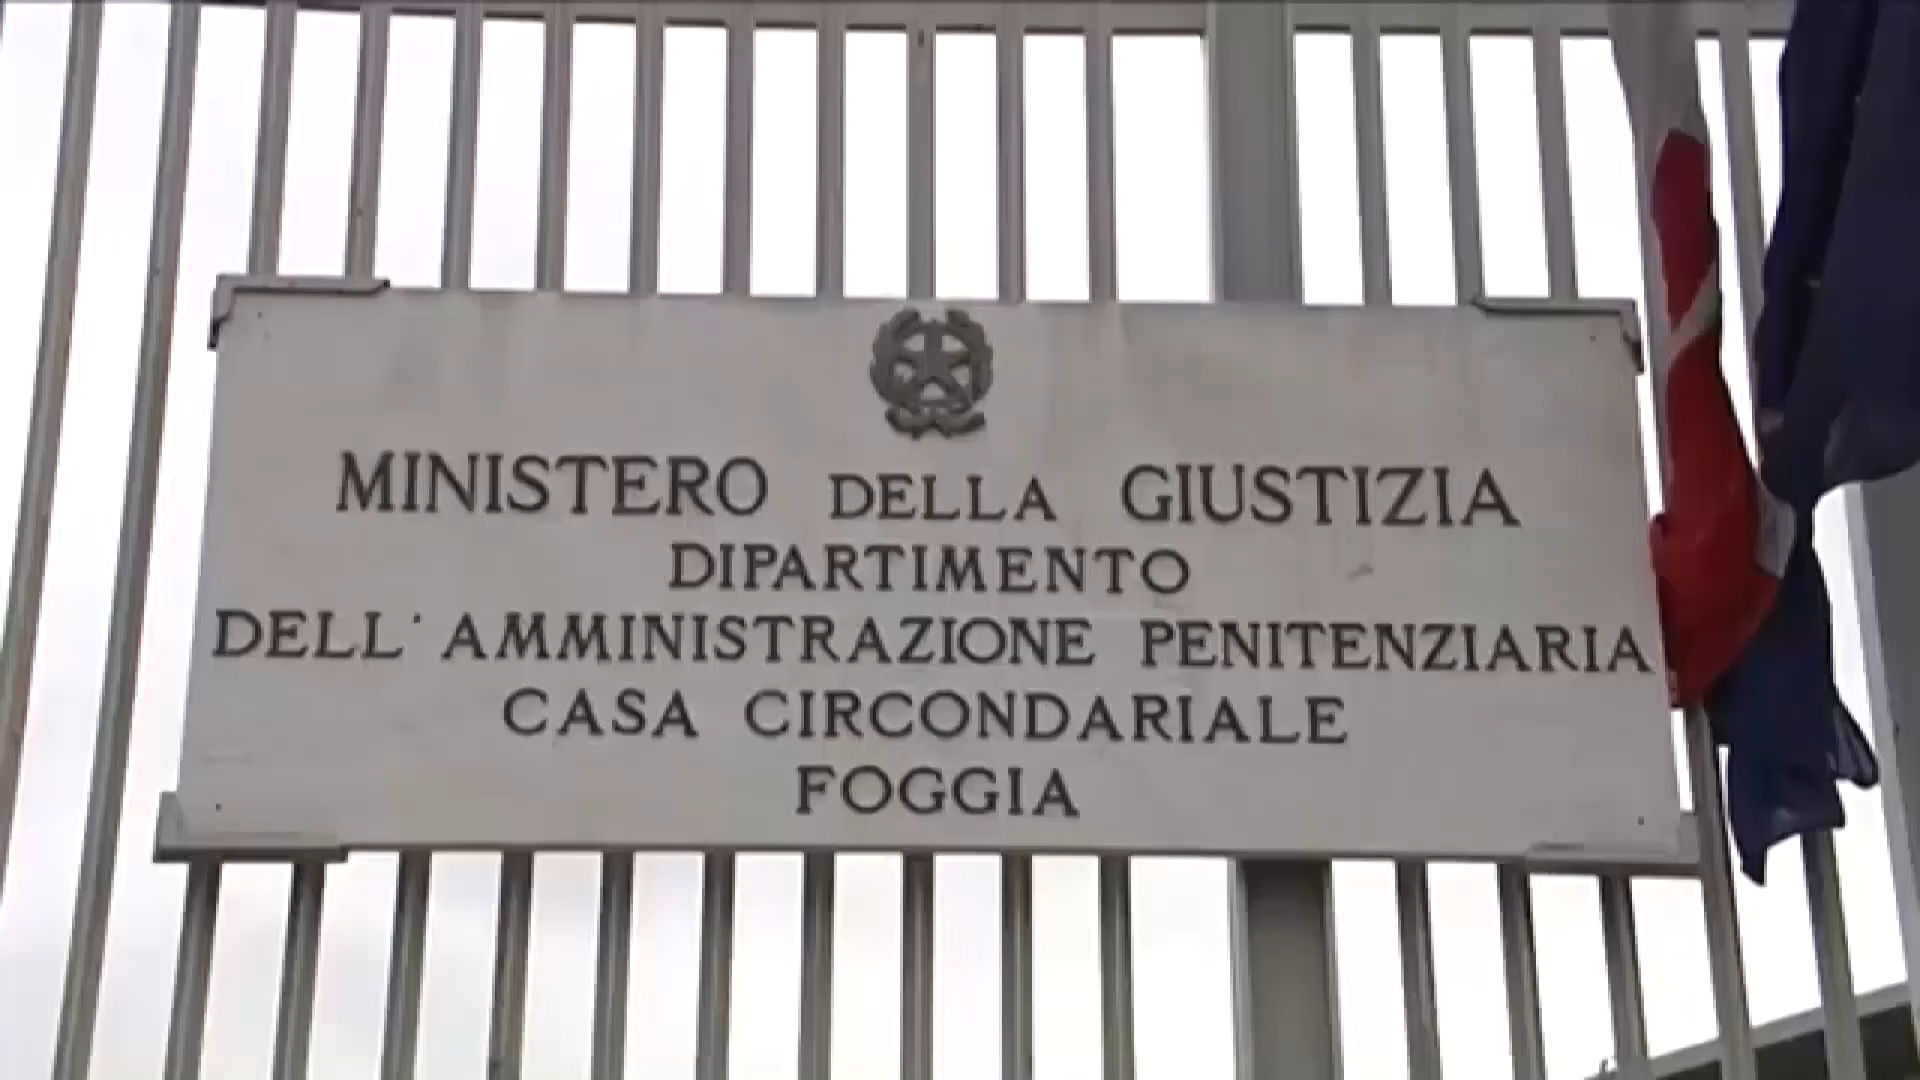 MINISTERO DELLA GIUSTIZIA
DIPARTIMENTO
DELL'AMMINISTRAZIONE PENITENZIARIA
CASA CIRCONDARIALE
FOGGIA